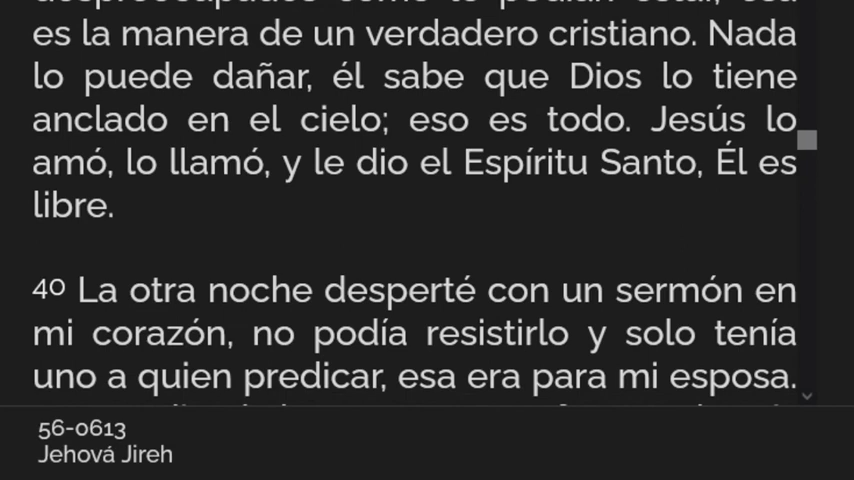 es la manera de un verdadero cristiano. Nada
lo puede dañar, él sabe que Dios lo tiene
anclado en el cielo; eso es todo. Jesús lo
amó, lo llamó, y le dio el Espíritu Santo, Él es
libre.
40 La otra noche desperté con un sermón en
mi corazón, no podía resistirlo y solo tenía
uno a quien predicar, esa era para mi esposa.
56-0613
Jehová Jireh